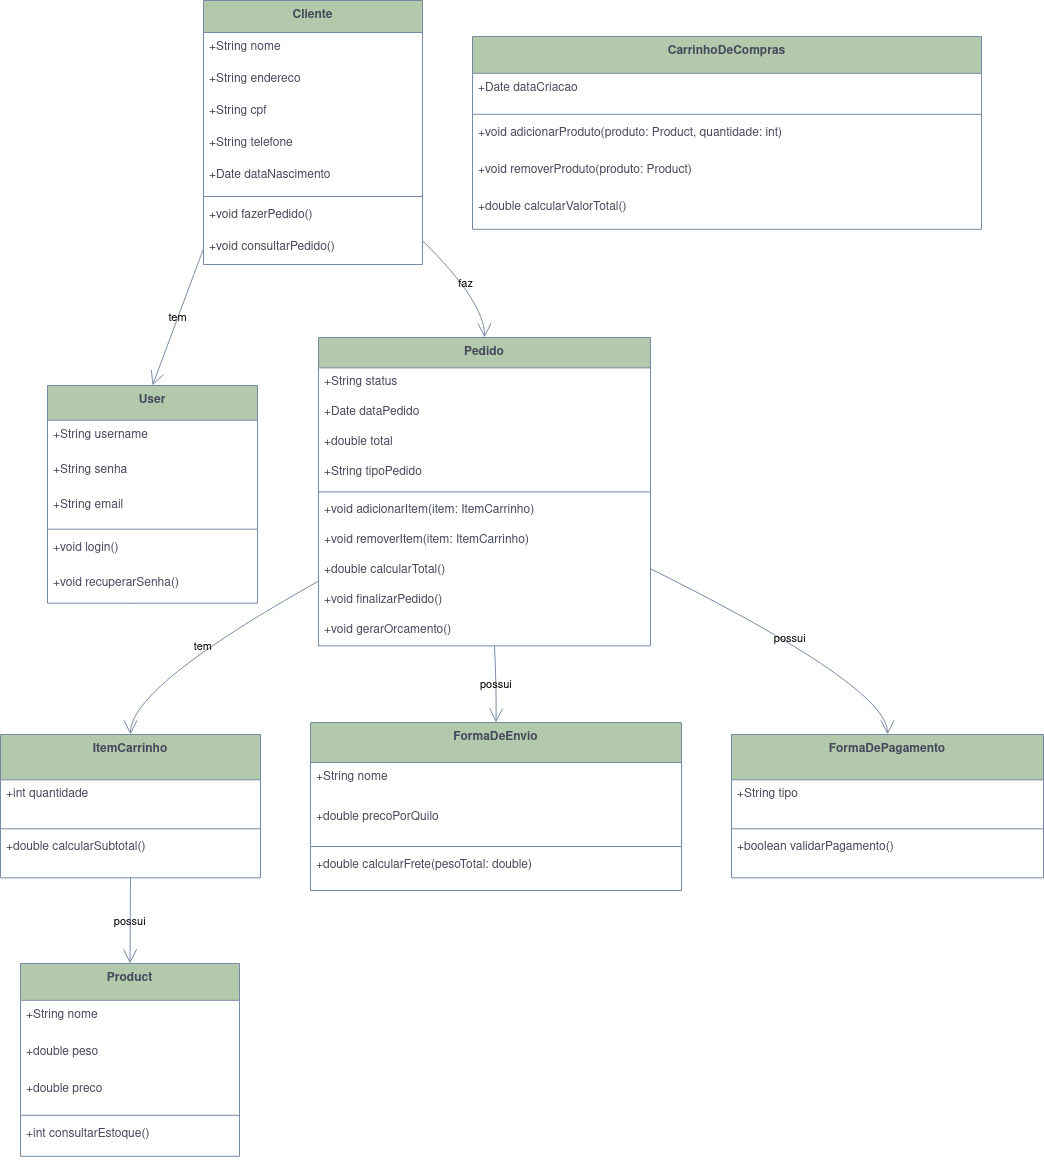 Cliente
+String nome
+String endereco
+String cpf
+String telefone
+Date dataNascimento
+void fazerPedido()
+void consultarPedido()
CarrinhoDeCompras
+Date dataCriacao
+void adicionarProduto(produto: Product, quantidade: int)
+void removerProduto(produto: Product)
+double calcularValorTotal()
tem
faz
User
+String username
+String senha
+String email
+void login()
+void recuperarSenha()
Pedido
+String status
+Date dataPedido
+double total
+String tipoPedido
+void adicionarItem(item: ItemCarrinho)
+void removerItem(item: ItemCarrinho)
+double calcularTotal()
+void finalizarPedido()
+void gerarOrcamento()
tem
possui
possui
ItemCarrinho
+int quantidade
+double calcularSubtotal()
FormaDeEnvio
+String nome
+double precoPorQuilo
+double calcularFrete(pesoTotal: double)
FormaDePagamento
+String tipo
+boolean validarPagamento()
possui
Product
+String nome
+double peso
+double preco
+int consultarEstoque()